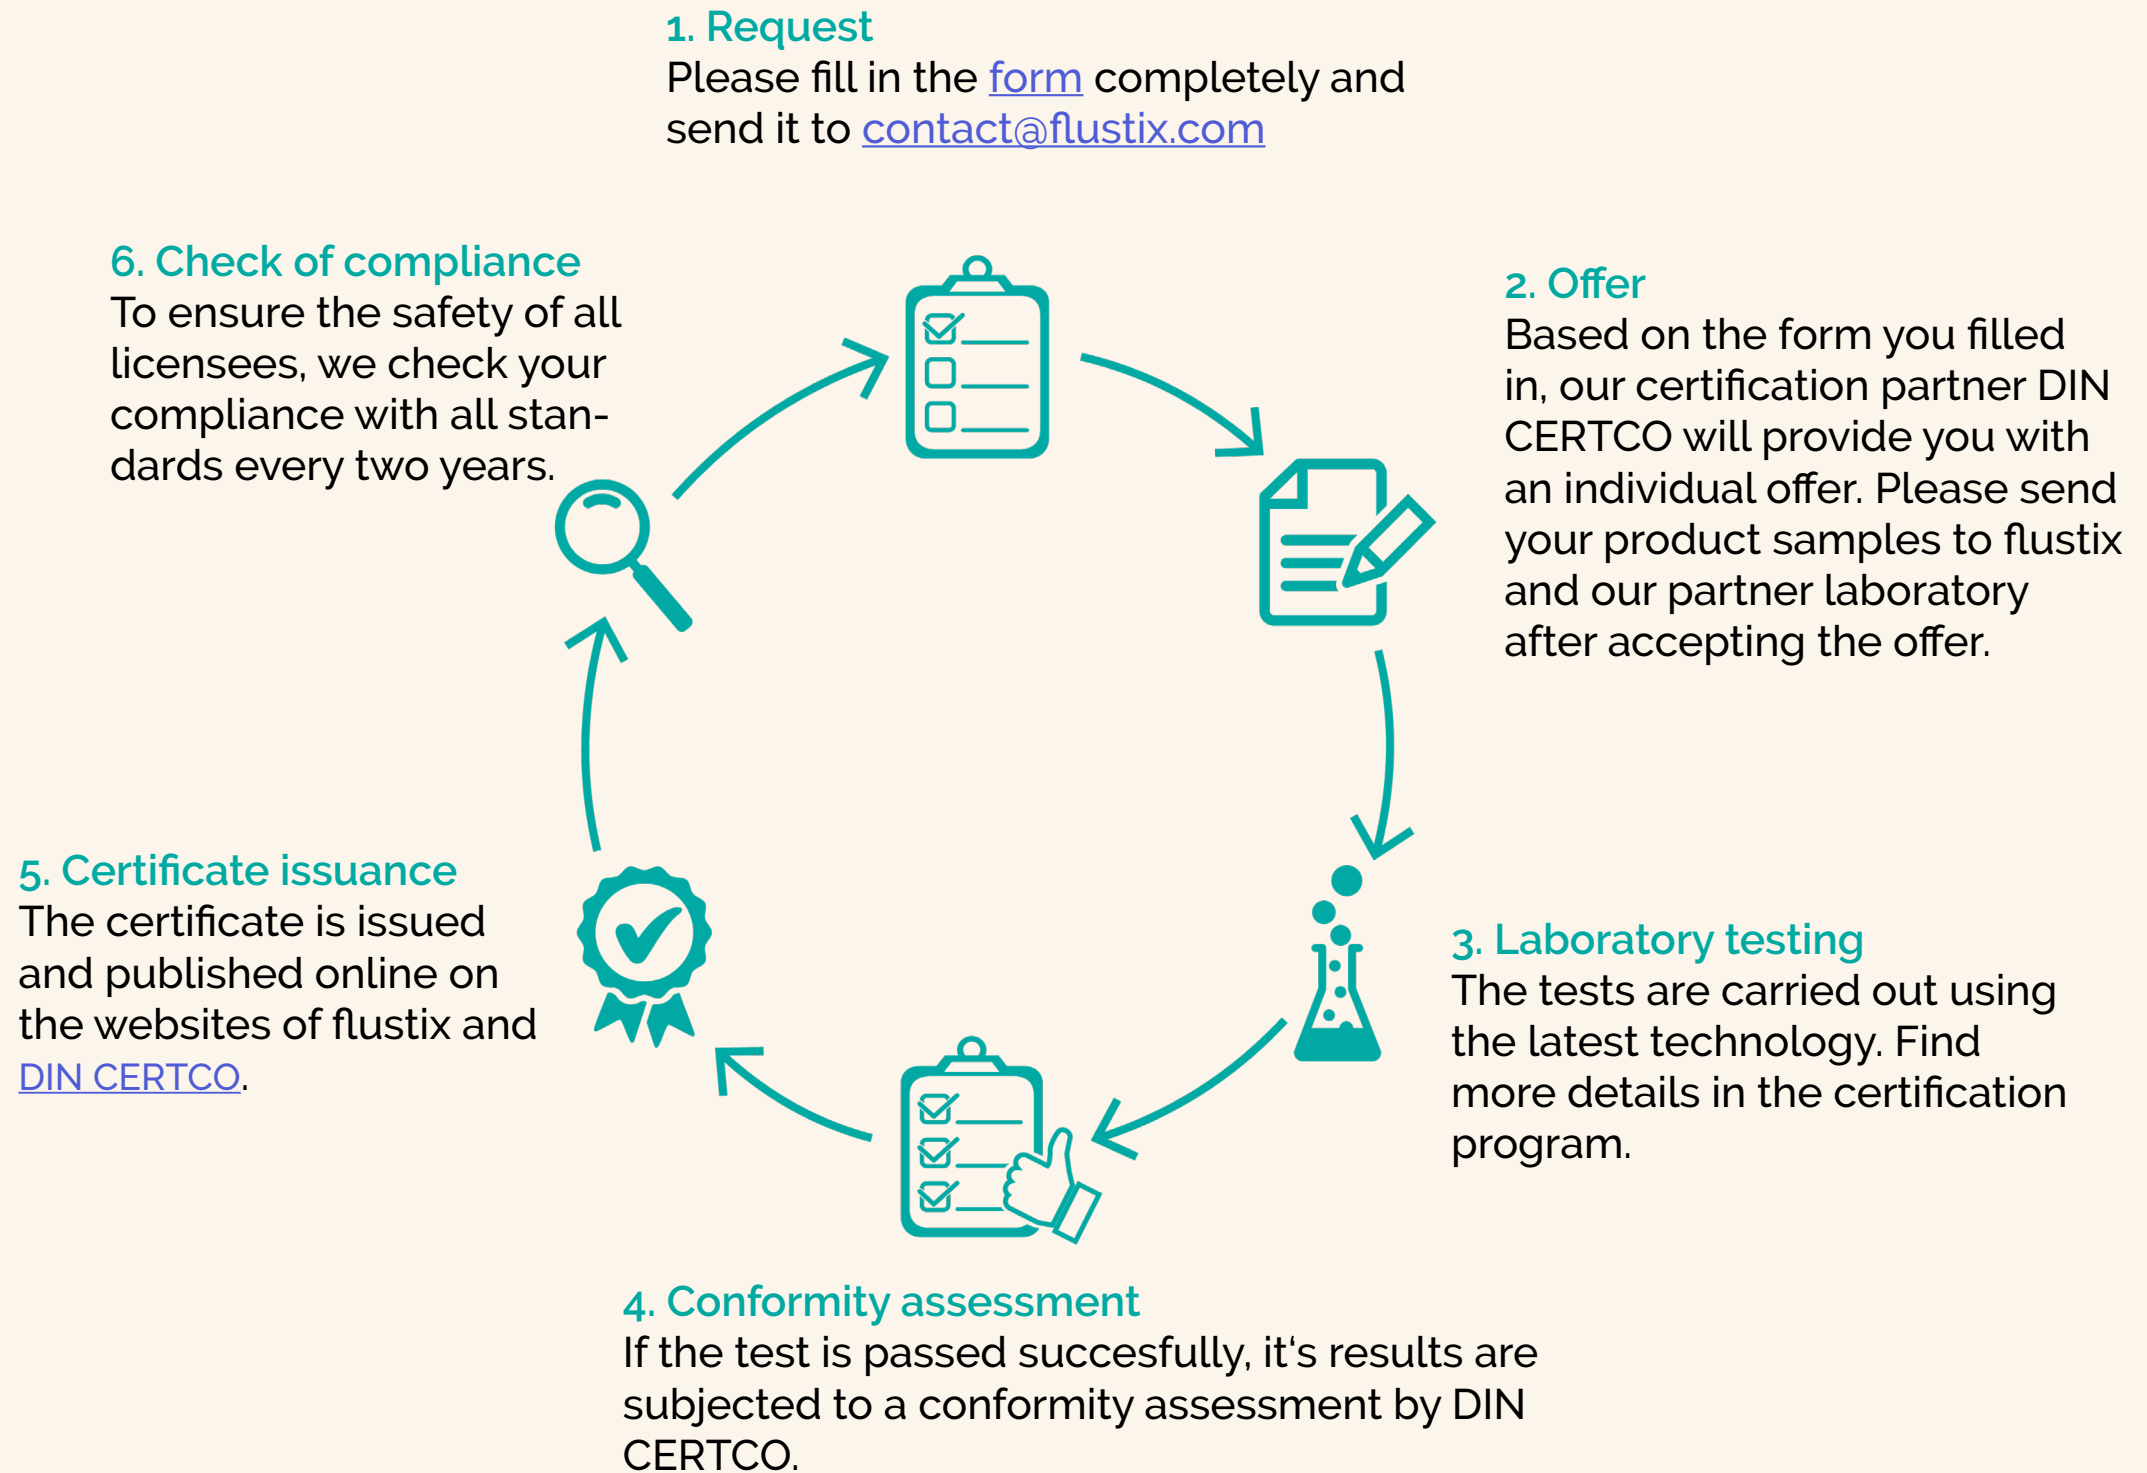 1. Request
Please fill in the form completely and
send it to contact@flustix.com
2. Offer
Based on the form you filled
in, our certification partner DIN
CERTCO will provide you with
an individual offer. Please send
your product samples to flustix
and our partner laboratory
after accepting the offer.
3. Laboratory testing
The tests are carried out using
the latest technology. Find
more details in the certification
program.
4. Conformity assessment
If the test is passed succesfully, it‘s results are
subjected to a conformity assessment by DIN
CERTCO.
5. Certificate issuance
The certificate is issued
and published online on
the websites of flustix and
DIN CERTCO.
6. Check of compliance
To ensure the safety of all
licensees, we check your
compliance with all stan-
dards every two years.